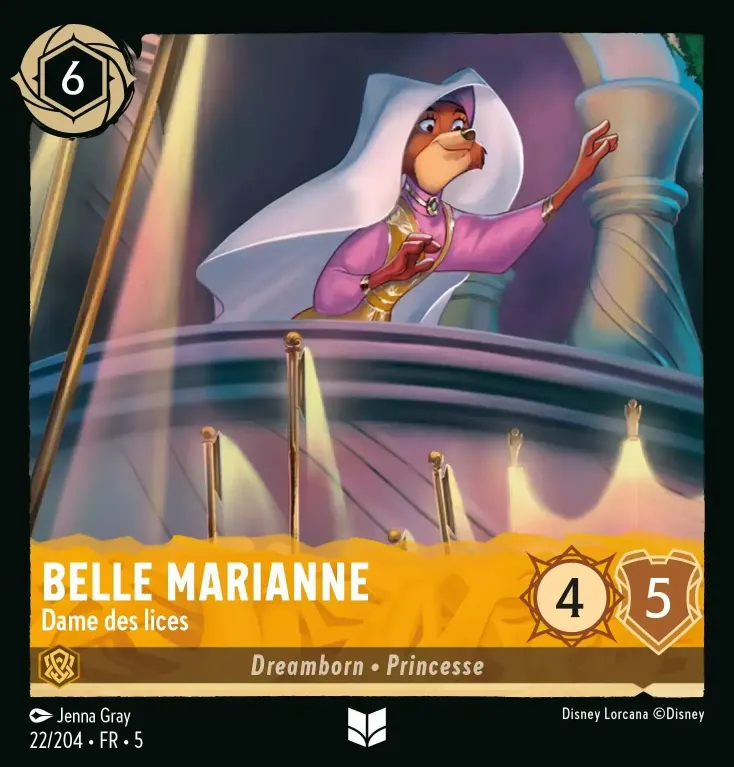 6
BELLE MARIANNE
Dame des lices
4
5
Dreamborn • Princesse
Jenna Gray
Disney Lorcana ©Disney
22/204 • FR • 5